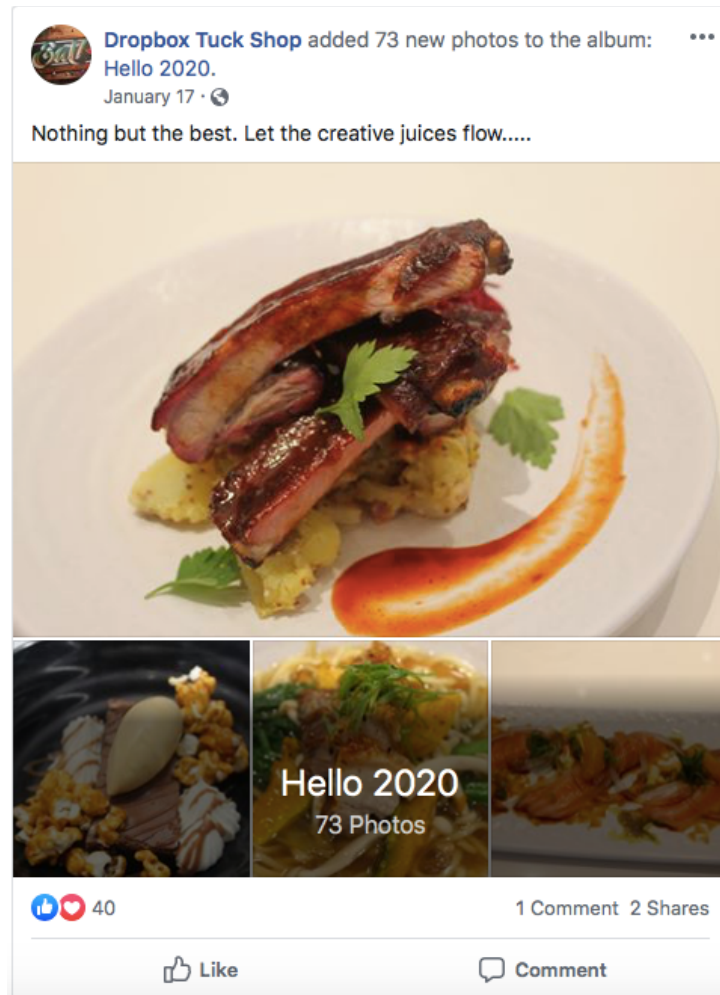 Dropbox Tuck Shop added 73 new photos to the album:
Hello 2020.
January 17 ·
Nothing but the best. Let the creative juices flow.....
Hello 2020
73 Photos
40
1 Comment 2 Shares
Like
Comment